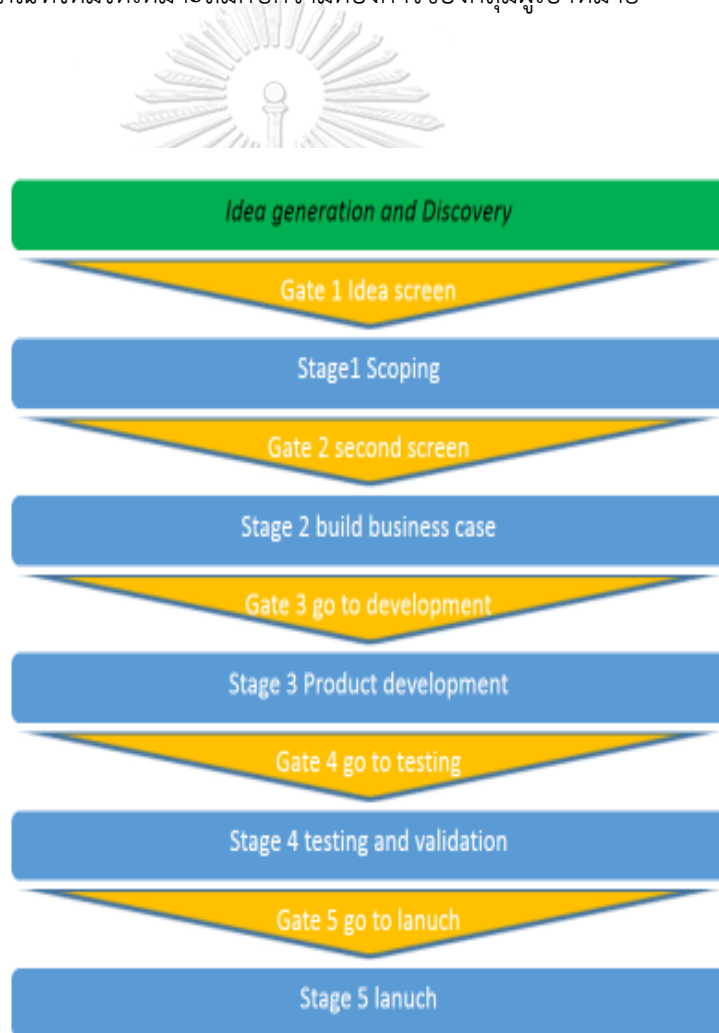 Idea generation and Discovery
Gate 1 Idea screen
Stage1 Scoping
Gate 2 second screen
Stage 2 build business case
Gate 3 go to development
Stage 3 Product development
Gate 4 go to testing
Stage 4 testing and validation
Gate 5 go to lanuch
Stage 5 lanuch